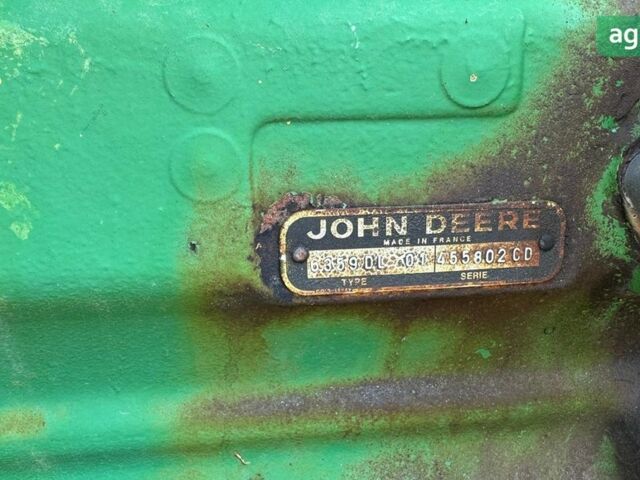 ag
JOHN DEERE
MADE IN FRANCE
6359DL-01 455802CD
TYPE SERIE